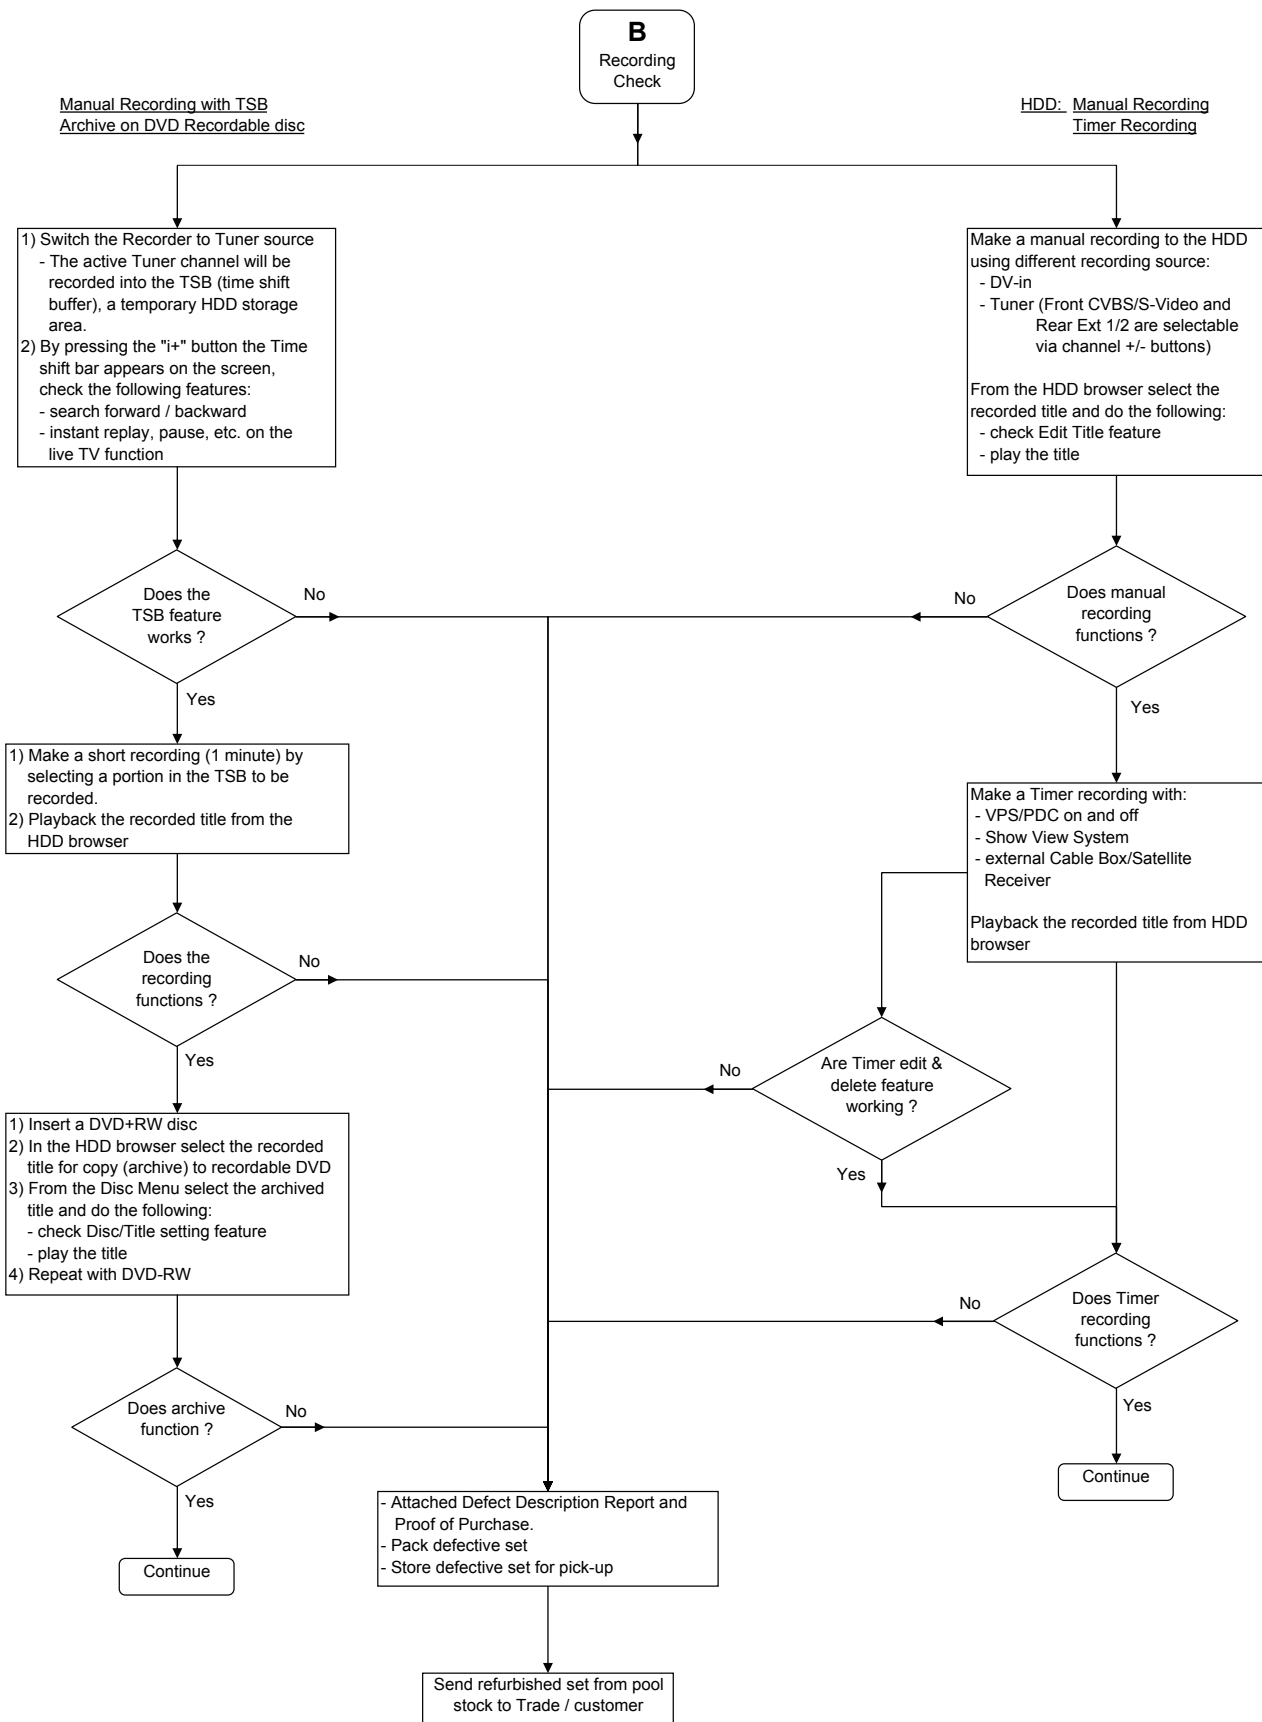 B
Recording
Check
Manual Recording with TSB
Archive on DVD Recordable disc
HDD: Manual Recording
Timer Recording
1) Switch the Recorder to Tuner source
- The active Tuner channel will be
recorded into the TSB (time shift
buffer), a temporary HDD storage
area.
2) By pressing the "i+" button the Time
shift bar appears on the screen,
check the following features:
- search forward / backward
- instant replay, pause, etc. on the
live TV function
Make a manual recording to the HDD
using different recording source:
- DV-in
- Tuner (Front CVBS/S-Video and
Rear Ext 1/2 are selectable
via channel +/- buttons)
From the HDD browser select the
recorded title and do the following:
- check Edit Title feature
- play the title
Does the
TSB feature
works ?
No
Yes
No
Does manual
recording
functions ?
Yes
1) Make a short recording (1 minute) by
selecting a portion in the TSB to be
recorded.
2) Playback the recorded title from the
HDD browser
Make a Timer recording with:
- VPS/PDC on and off
- Show View System
- external Cable Box/Satellite
Receiver
Playback the recorded title from HDD
browser
Does the
recording
functions ?
No
Yes
No
Are Timer edit &
delete feature
working ?
Yes
1) Insert a DVD+RW disc
2) In the HDD browser select the recorded
title for copy (archive) to recordable DVD
3) From the Disc Menu select the archived
title and do the following:
- check Disc/Title setting feature
- play the title
4) Repeat with DVD-RW
No
Does Timer
recording
functions ?
Yes
Does archive
function ?
No
Yes
Continue
Continue
- Attached Defect Description Report and
Proof of Purchase.
- Pack defective set
- Store defective set for pick-up
Send refurbished set from pool
stock to Trade / customer